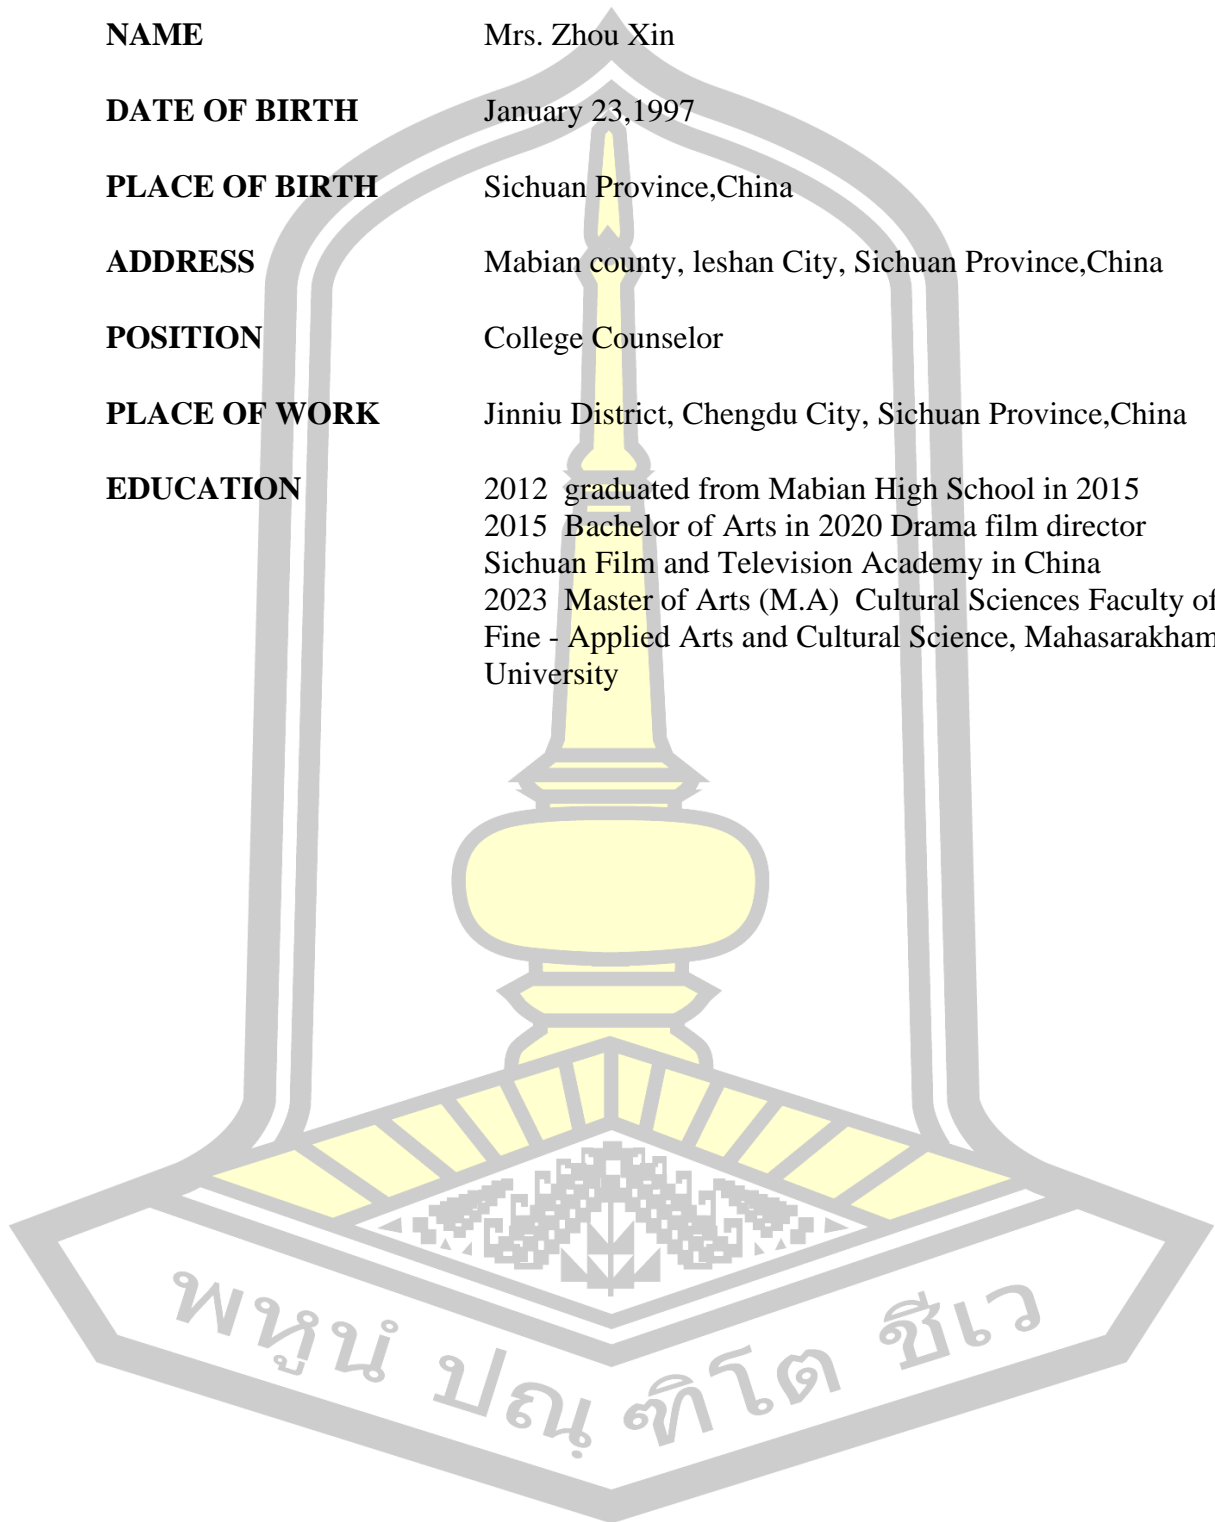 NAME Mrs. Zhou Xin
DATE OF BIRTH January 23,1997
PLACE OF BIRTH Sichuan Province,China
ADDRESS Mabian county, leshan City, Sichuan Province,China
POSITION College Counselor
PLACE OF WORK Jinniu District, Chengdu City, Sichuan Province,China
EDUCATION 2012 graduated from Mabian High School in 2015
2015 Bachelor of Arts in 2020 Drama film director
Sichuan Film and Television Academy in China
2023 Master of Arts (M.A) Cultural Sciences Faculty of
Fine - Applied Arts and Cultural Science, Mahasarakham
University
พหูนํ ปณฺ ฑิโต ชีเว